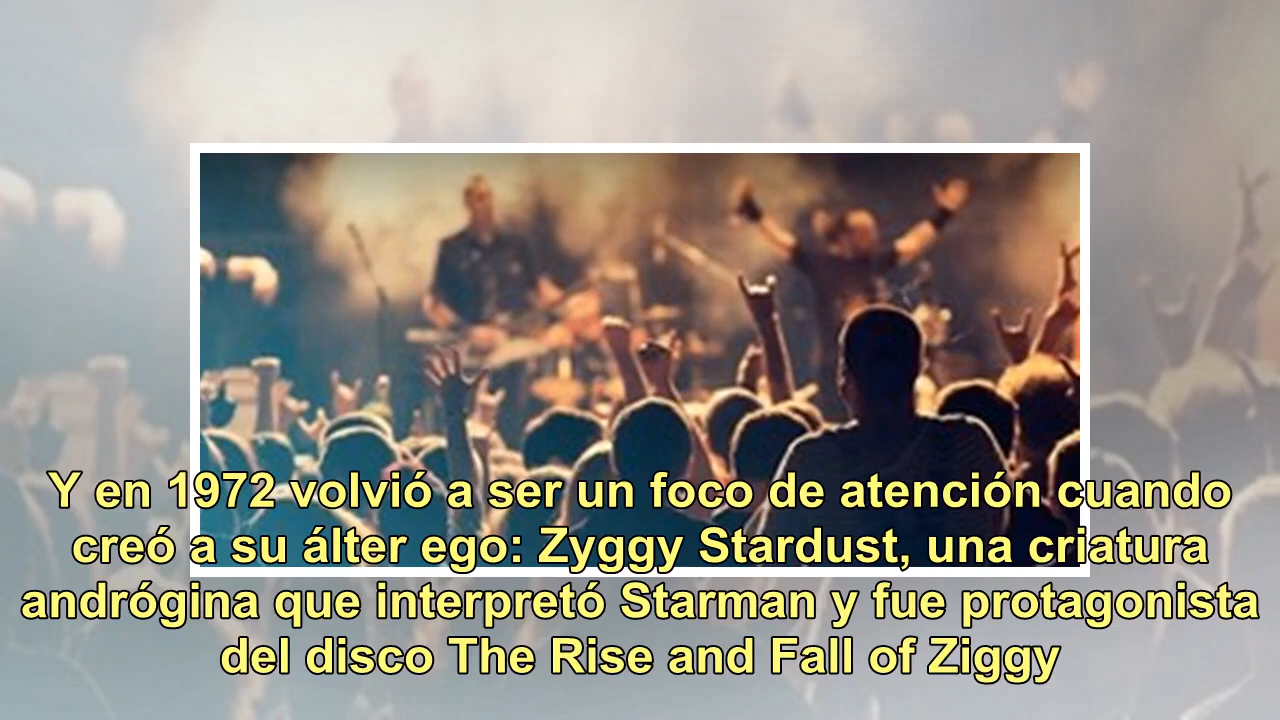 Y en 1972 volvió a ser un foco de atención cuando
creó a su álter ego: Zyggy Stardust, una criatura
andrógina que interpretó Starman y fue protagonista
del disco The Rise and Fall of Ziggy